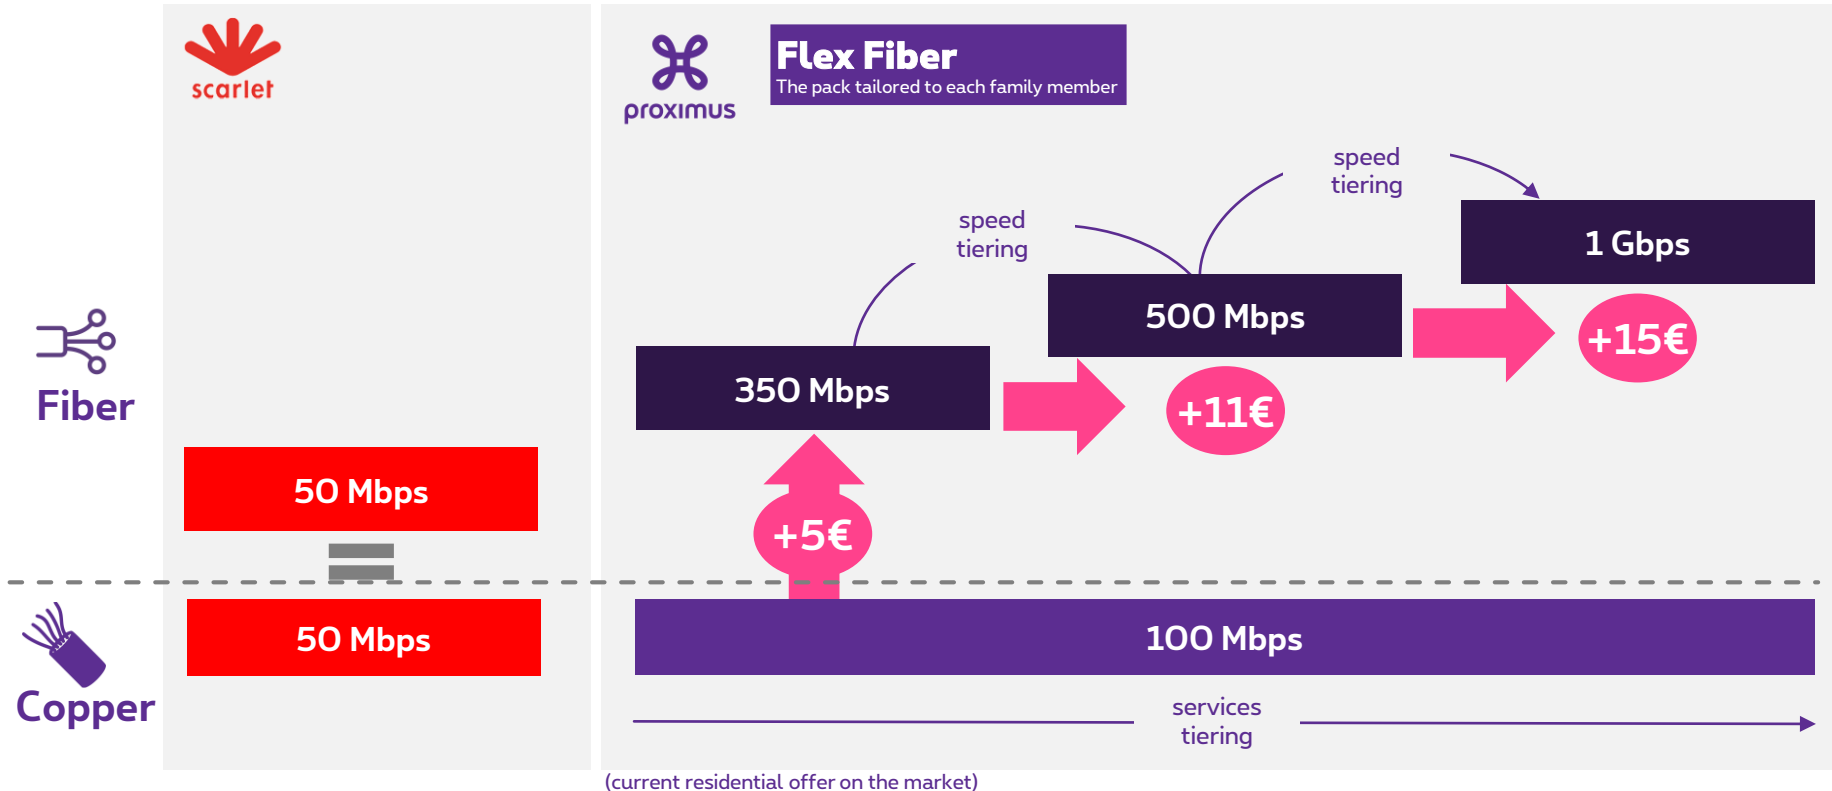 scarlet
proximus
Flex Fiber
The pack tailored to each family member
speed
tiering
speed
tiering
1 Gbps
500 Mbps
+15€
350 Mbps
+11€
Fiber
50 Mbps
+5€
50 Mbps
100 Mbps
Copper
services
tiering
(current residential offer on the market)